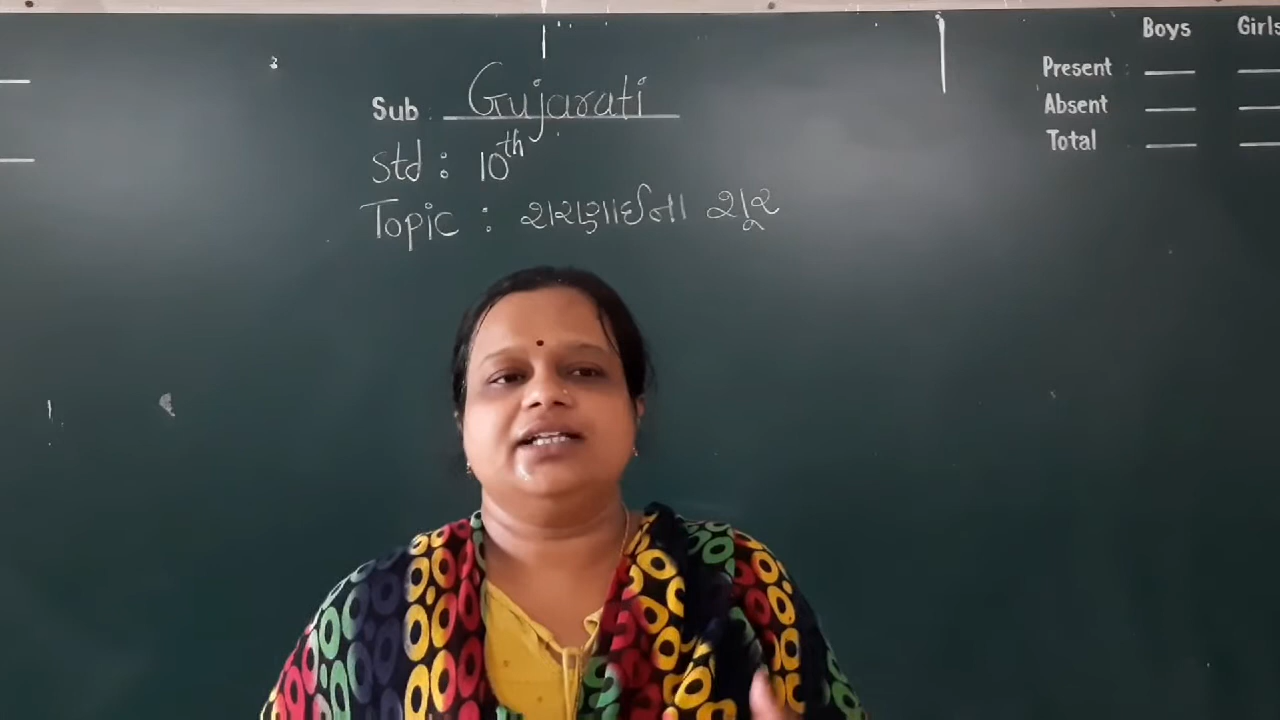 Sub Gujarati
Std : 10th
Topic : શરણાઈના શૂર
Boys Girls
Present :
Absent
Total